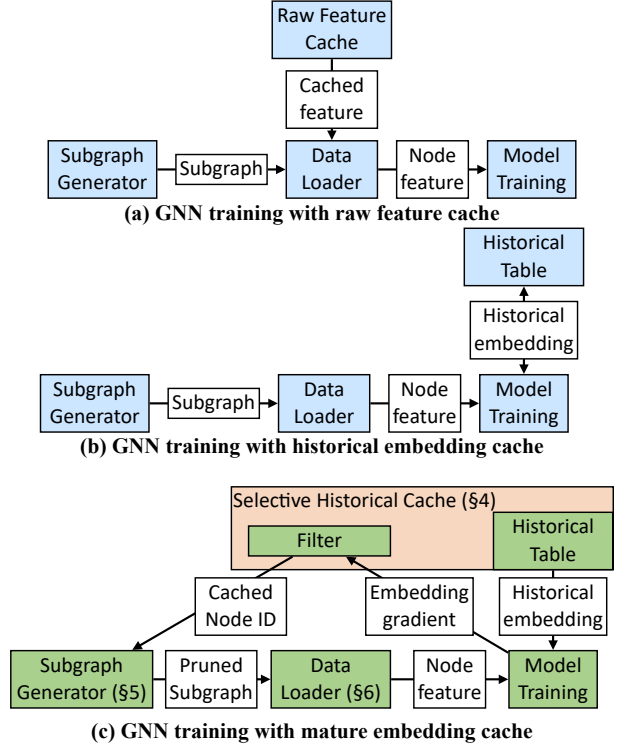 Raw Feature
Cache
Cached
feature
Subgraph
Generator
Subgraph
Data
Loader
Node
feature
Model
Training
(a) GNN training with raw feature cache
Historical
Table
Historical
embedding
Subgraph
Generator
Subgraph
Data
Loader
Node
feature
Model
Training
(b) GNN training with historical embedding cache
Selective Historical Cache (§4)
Filter
Historical
Table
Cached
Node ID
Embedding
gradient
Historical
embedding
Subgraph
Generator (§5)
Pruned
Subgraph
Data
Loader (§6)
Node
feature
Model
Training
(c) GNN training with mature embedding cache